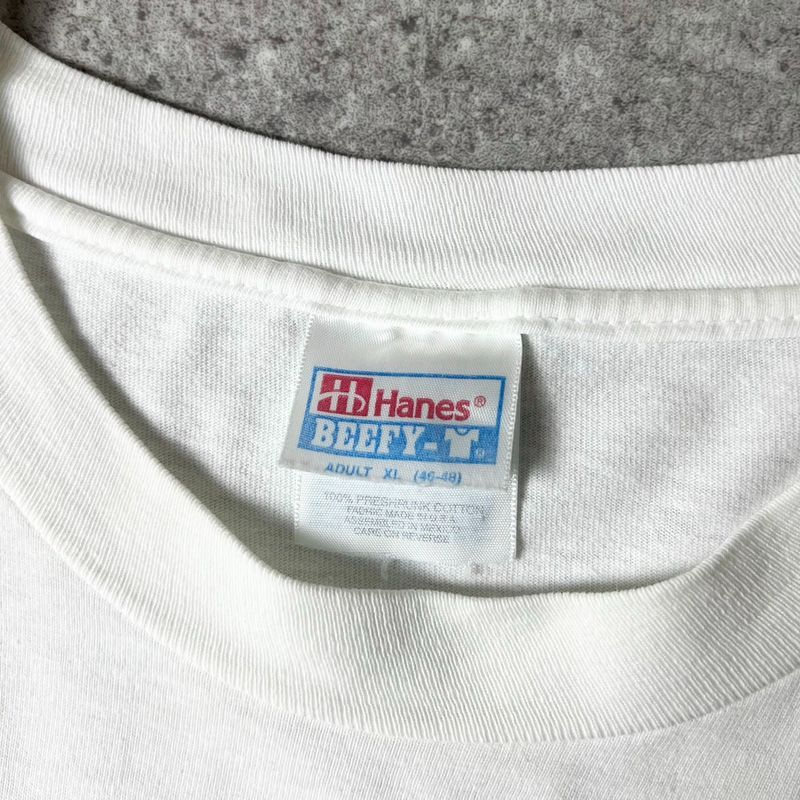 H Hanes®
BEEFY-T®
ADULT XL (46-48)
100% PRESHRUNK COTTON
FABRIC MADE IN U.S.A.
ASSEMBLED IN MEXICO
CARE ON REVERSE